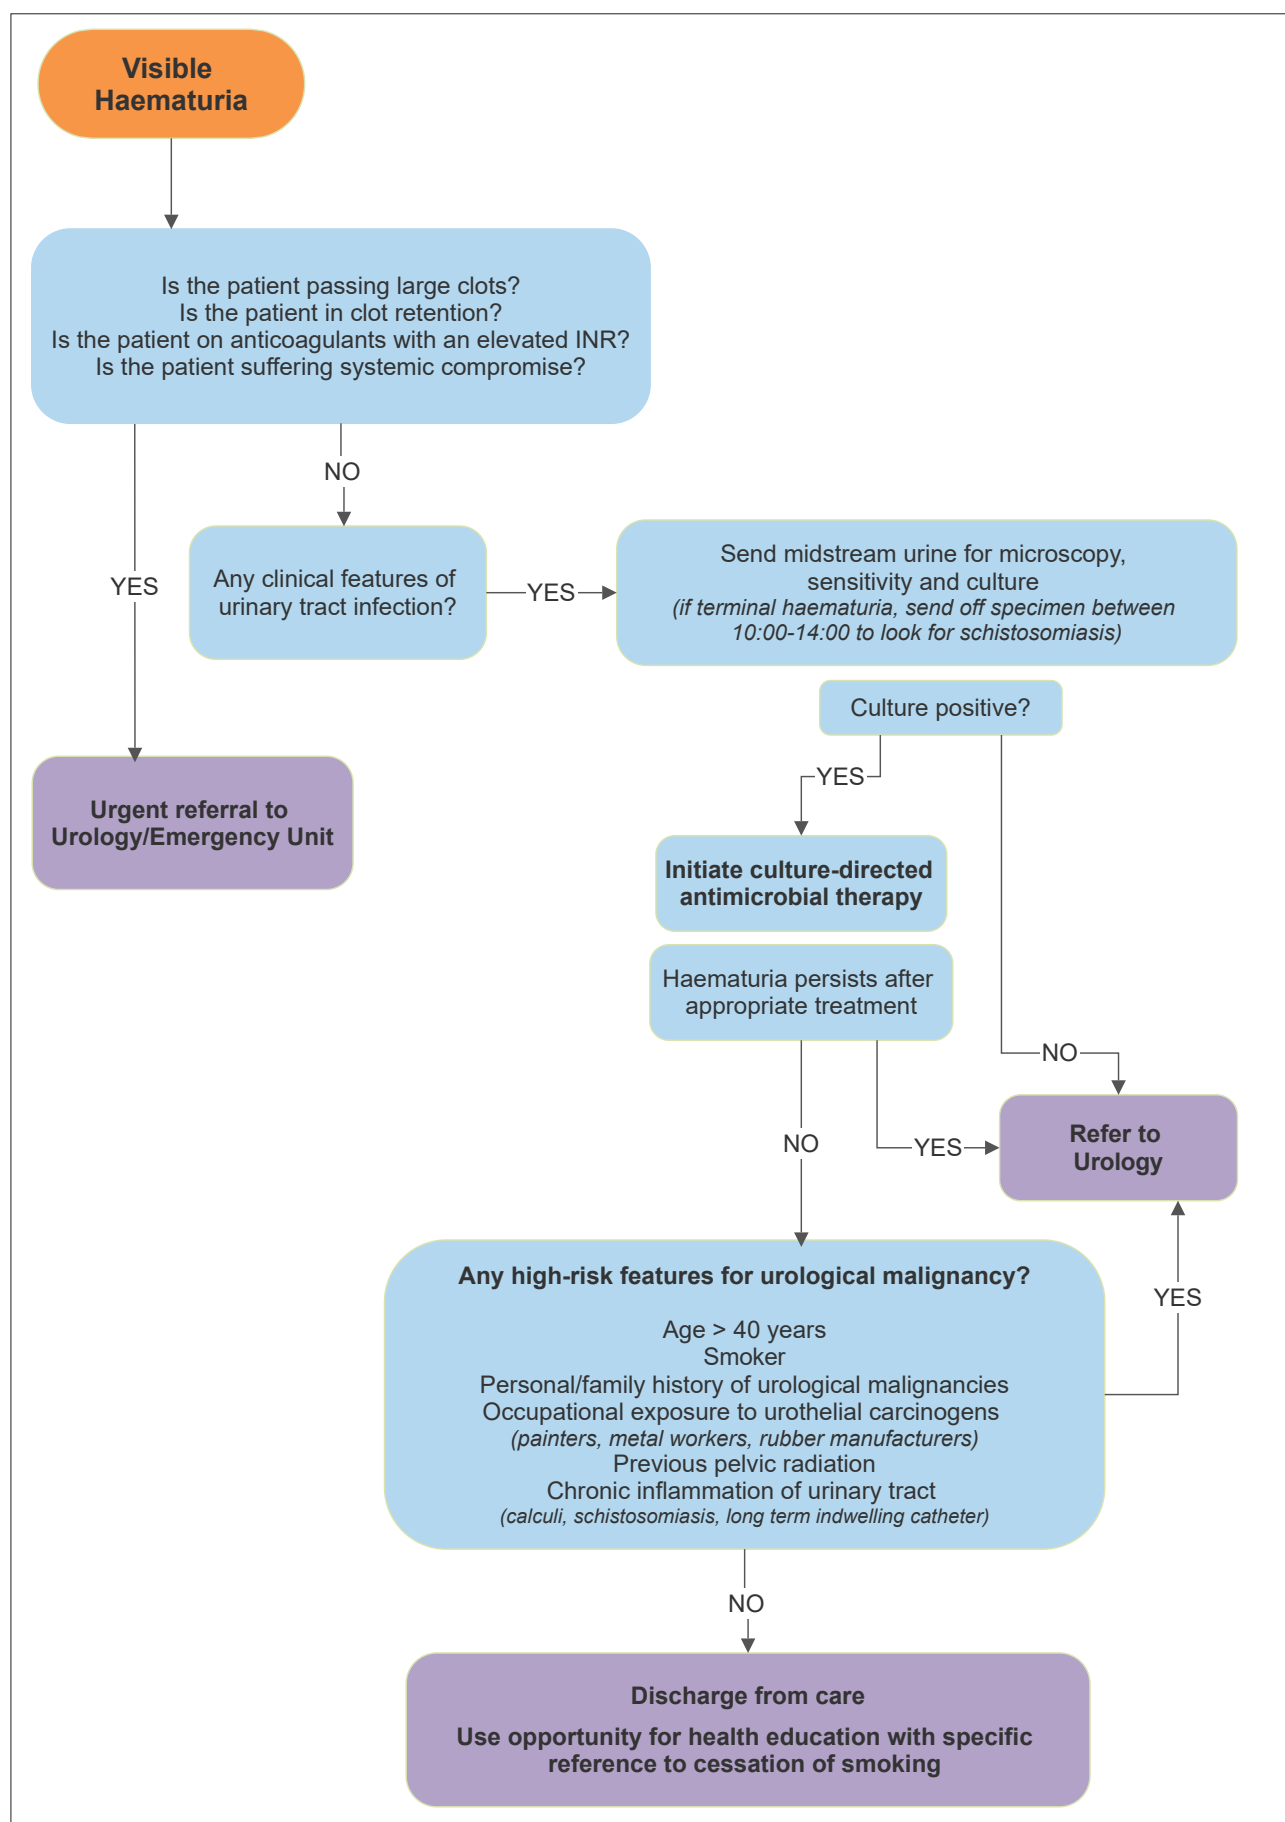 Visible
Haematuria
Is the patient passing large clots?
Is the patient in clot retention?
Is the patient on anticoagulants with an elevated INR?
Is the patient suffering systemic compromise?
NO
YES
Any clinical features of
urinary tract infection?
YES
Send midstream urine for microscopy,
sensitivity and culture
(if terminal haematuria, send off specimen between
10:00-14:00 to look for schistosomiasis)
Culture positive?
YES
Urgent referral to
Urology/Emergency Unit
Initiate culture-directed
antimicrobial therapy
Haematuria persists after
appropriate treatment
NO
NO
YES
Refer to
Urology
Any high-risk features for urological malignancy?
Age > 40 years
Smoker
Personal/family history of urological malignancies
Occupational exposure to urothelial carcinogens
(painters, metal workers, rubber manufacturers)
Previous pelvic radiation
Chronic inflammation of urinary tract
(calculi, schistosomiasis, long term indwelling catheter)
YES
NO
Discharge from care
Use opportunity for health education with specific
reference to cessation of smoking